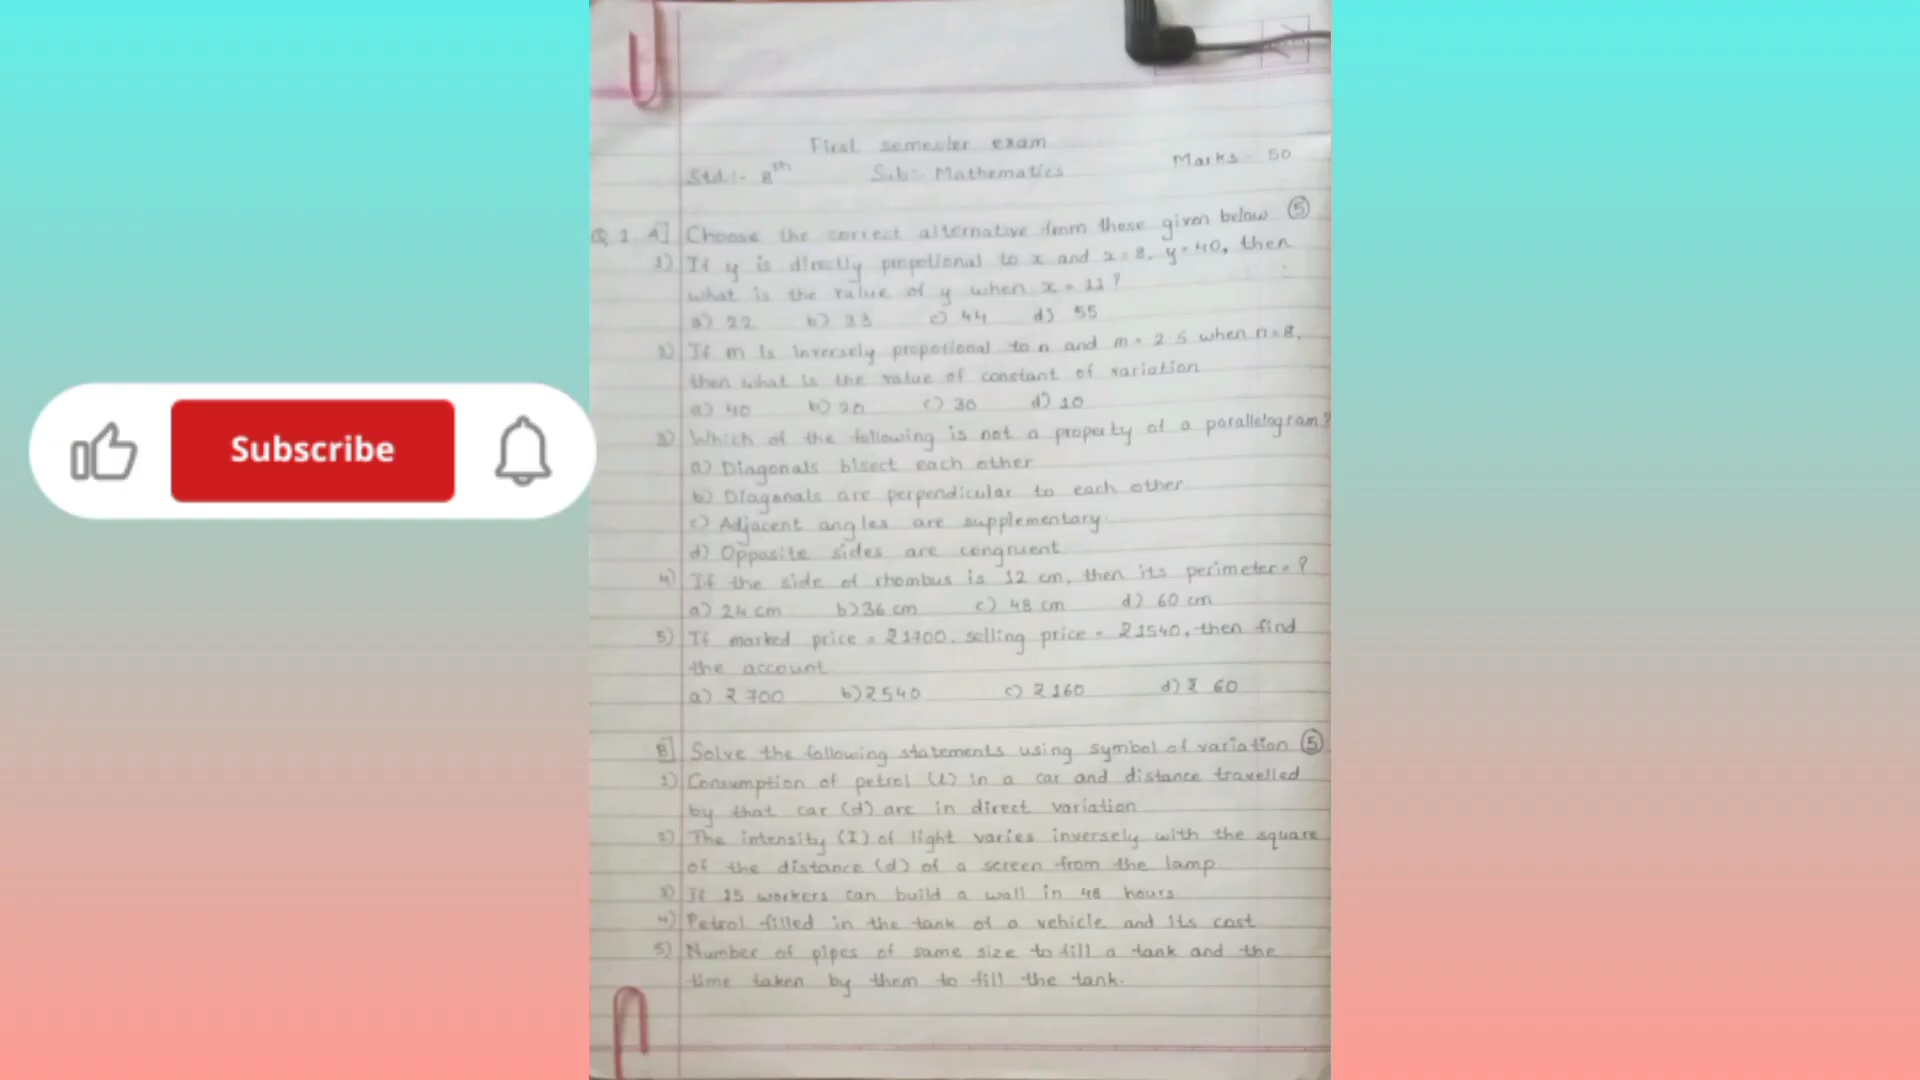 First semester exam
Std :- 8th Sub:- Mathematics Marks - 50
Q 1 A] Choose the correct alternative from those given below (5)
1) If y is directly propotional to x and x = 8, y = 40, then
what is the value of y when x = 11 ?
a) 22 b) 33 c) 44 d) 55
2) If m is inversely propotional to n and m = 2.5 when n = 8,
then what is the value of constant of variation
a) 40 b) 20 c) 30 d) 10
3) Which of the following is not a property of a parallelogram?
a) Diagonals bisect each other
b) Diagonals are perpendicular to each other
c) Adjacent angles are supplementary.
d) Opposite sides are congruent
4) If the side of rhombus is 12 cm, then its perimeter = ?
a) 24 cm b) 36 cm c) 48 cm d) 60 cm
5) If marked price = ₹1700, selling price = ₹1540, then find
the account
a) ₹ 700 b) ₹540 c) ₹160 d) ₹ 60
Subscribe
B] Solve the following statements using symbol of variation (5)
1) Consumption of petrol (l) in a car and distance travelled
by that car (d) are in direct variation
2) The intensity (I) of light varies inversely with the square
of the distance (d) of a screen from the lamp
3) If 15 workers can build a wall in 48 hours
4) Petrol filled in the tank of a vehicle and its cost
5) Number of pipes of same size to fill a tank and the
time taken by them to fill the tank.